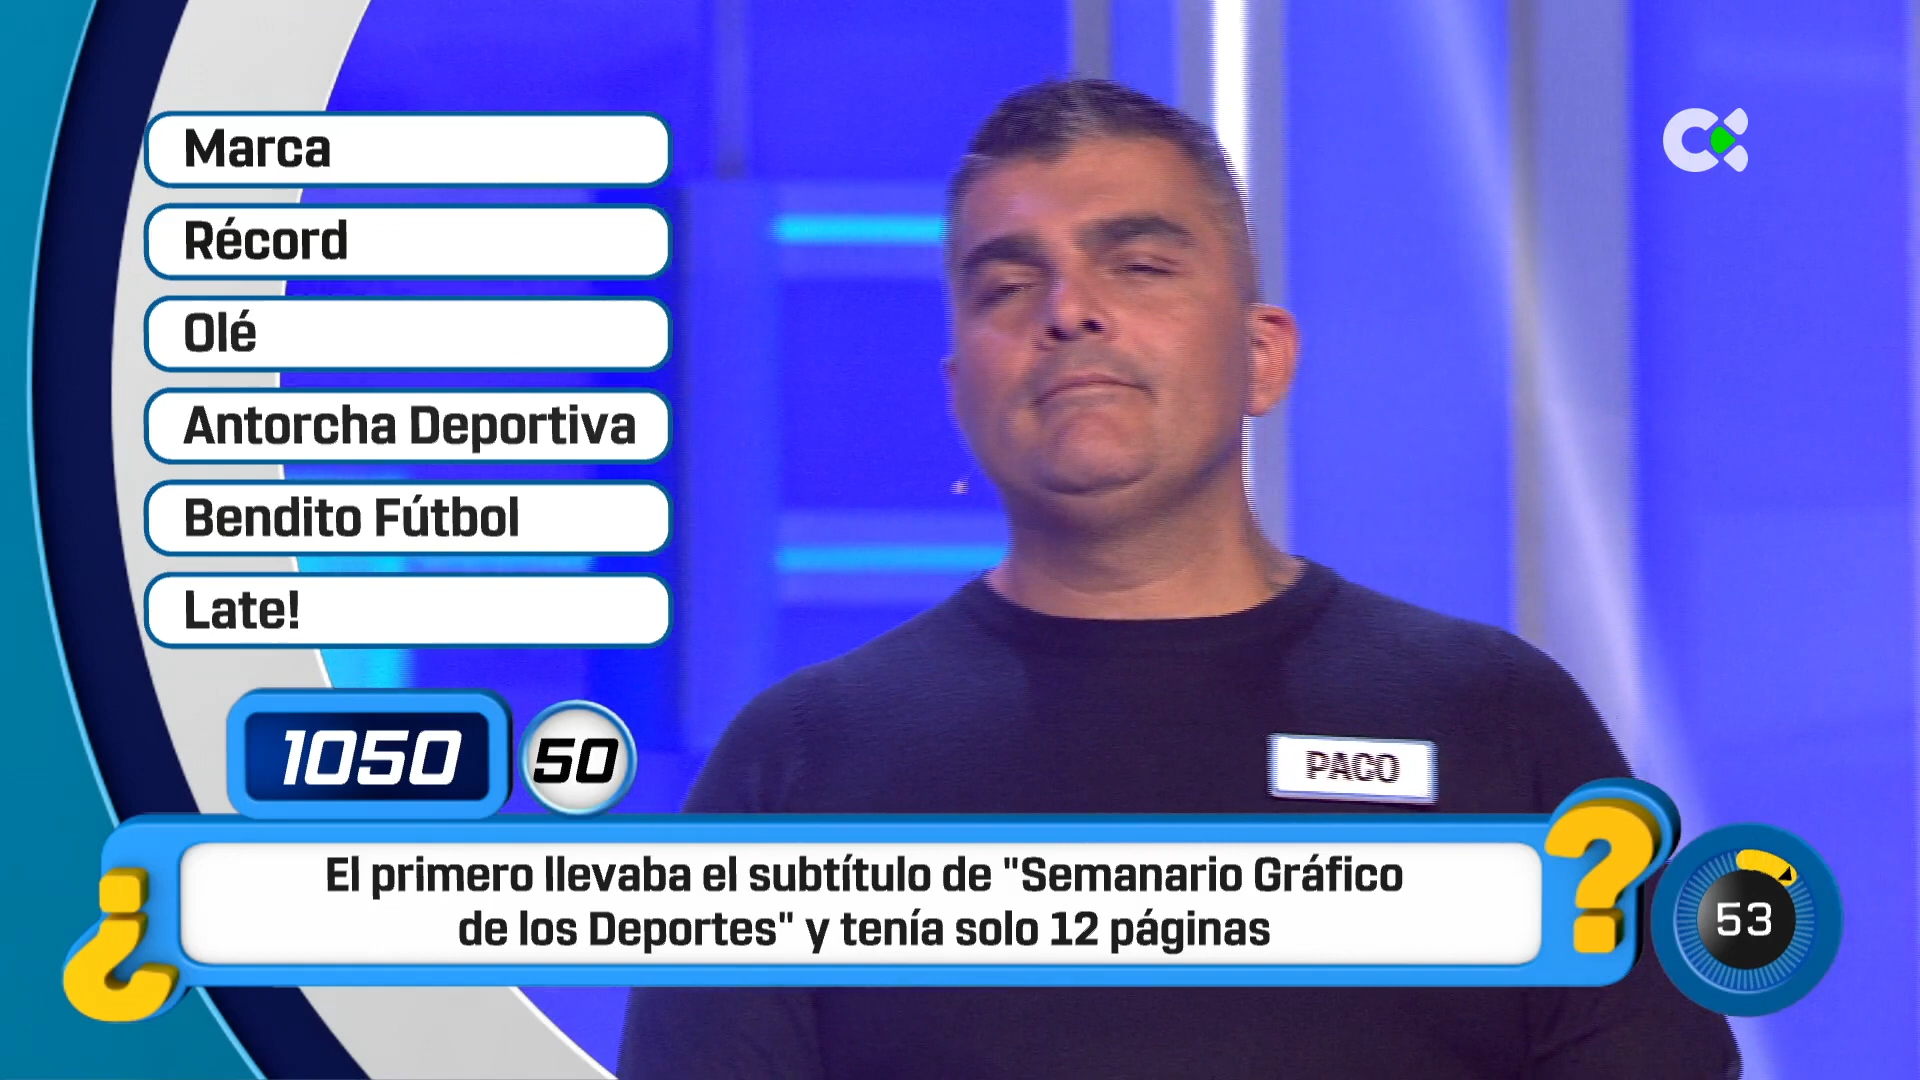 Marca
Récord
Olé
Antorcha Deportiva
Bendito Fútbol
Late!
1050
50
PACO
¿
El primero llevaba el subtítulo de "Semanario Gráfico
de los Deportes" y tenía solo 12 páginas
?
53